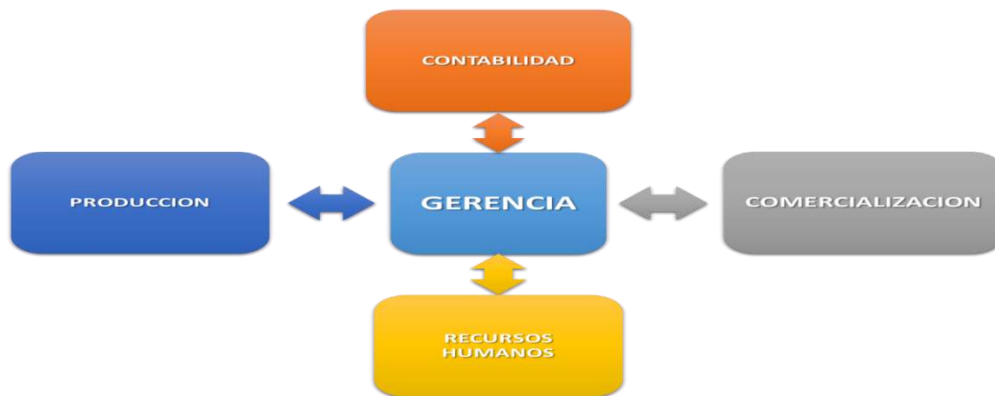 CONTABILIDAD
PRODUCCION
GERENCIA
COMERCIALIZACION
RECURSOS
HUMANOS